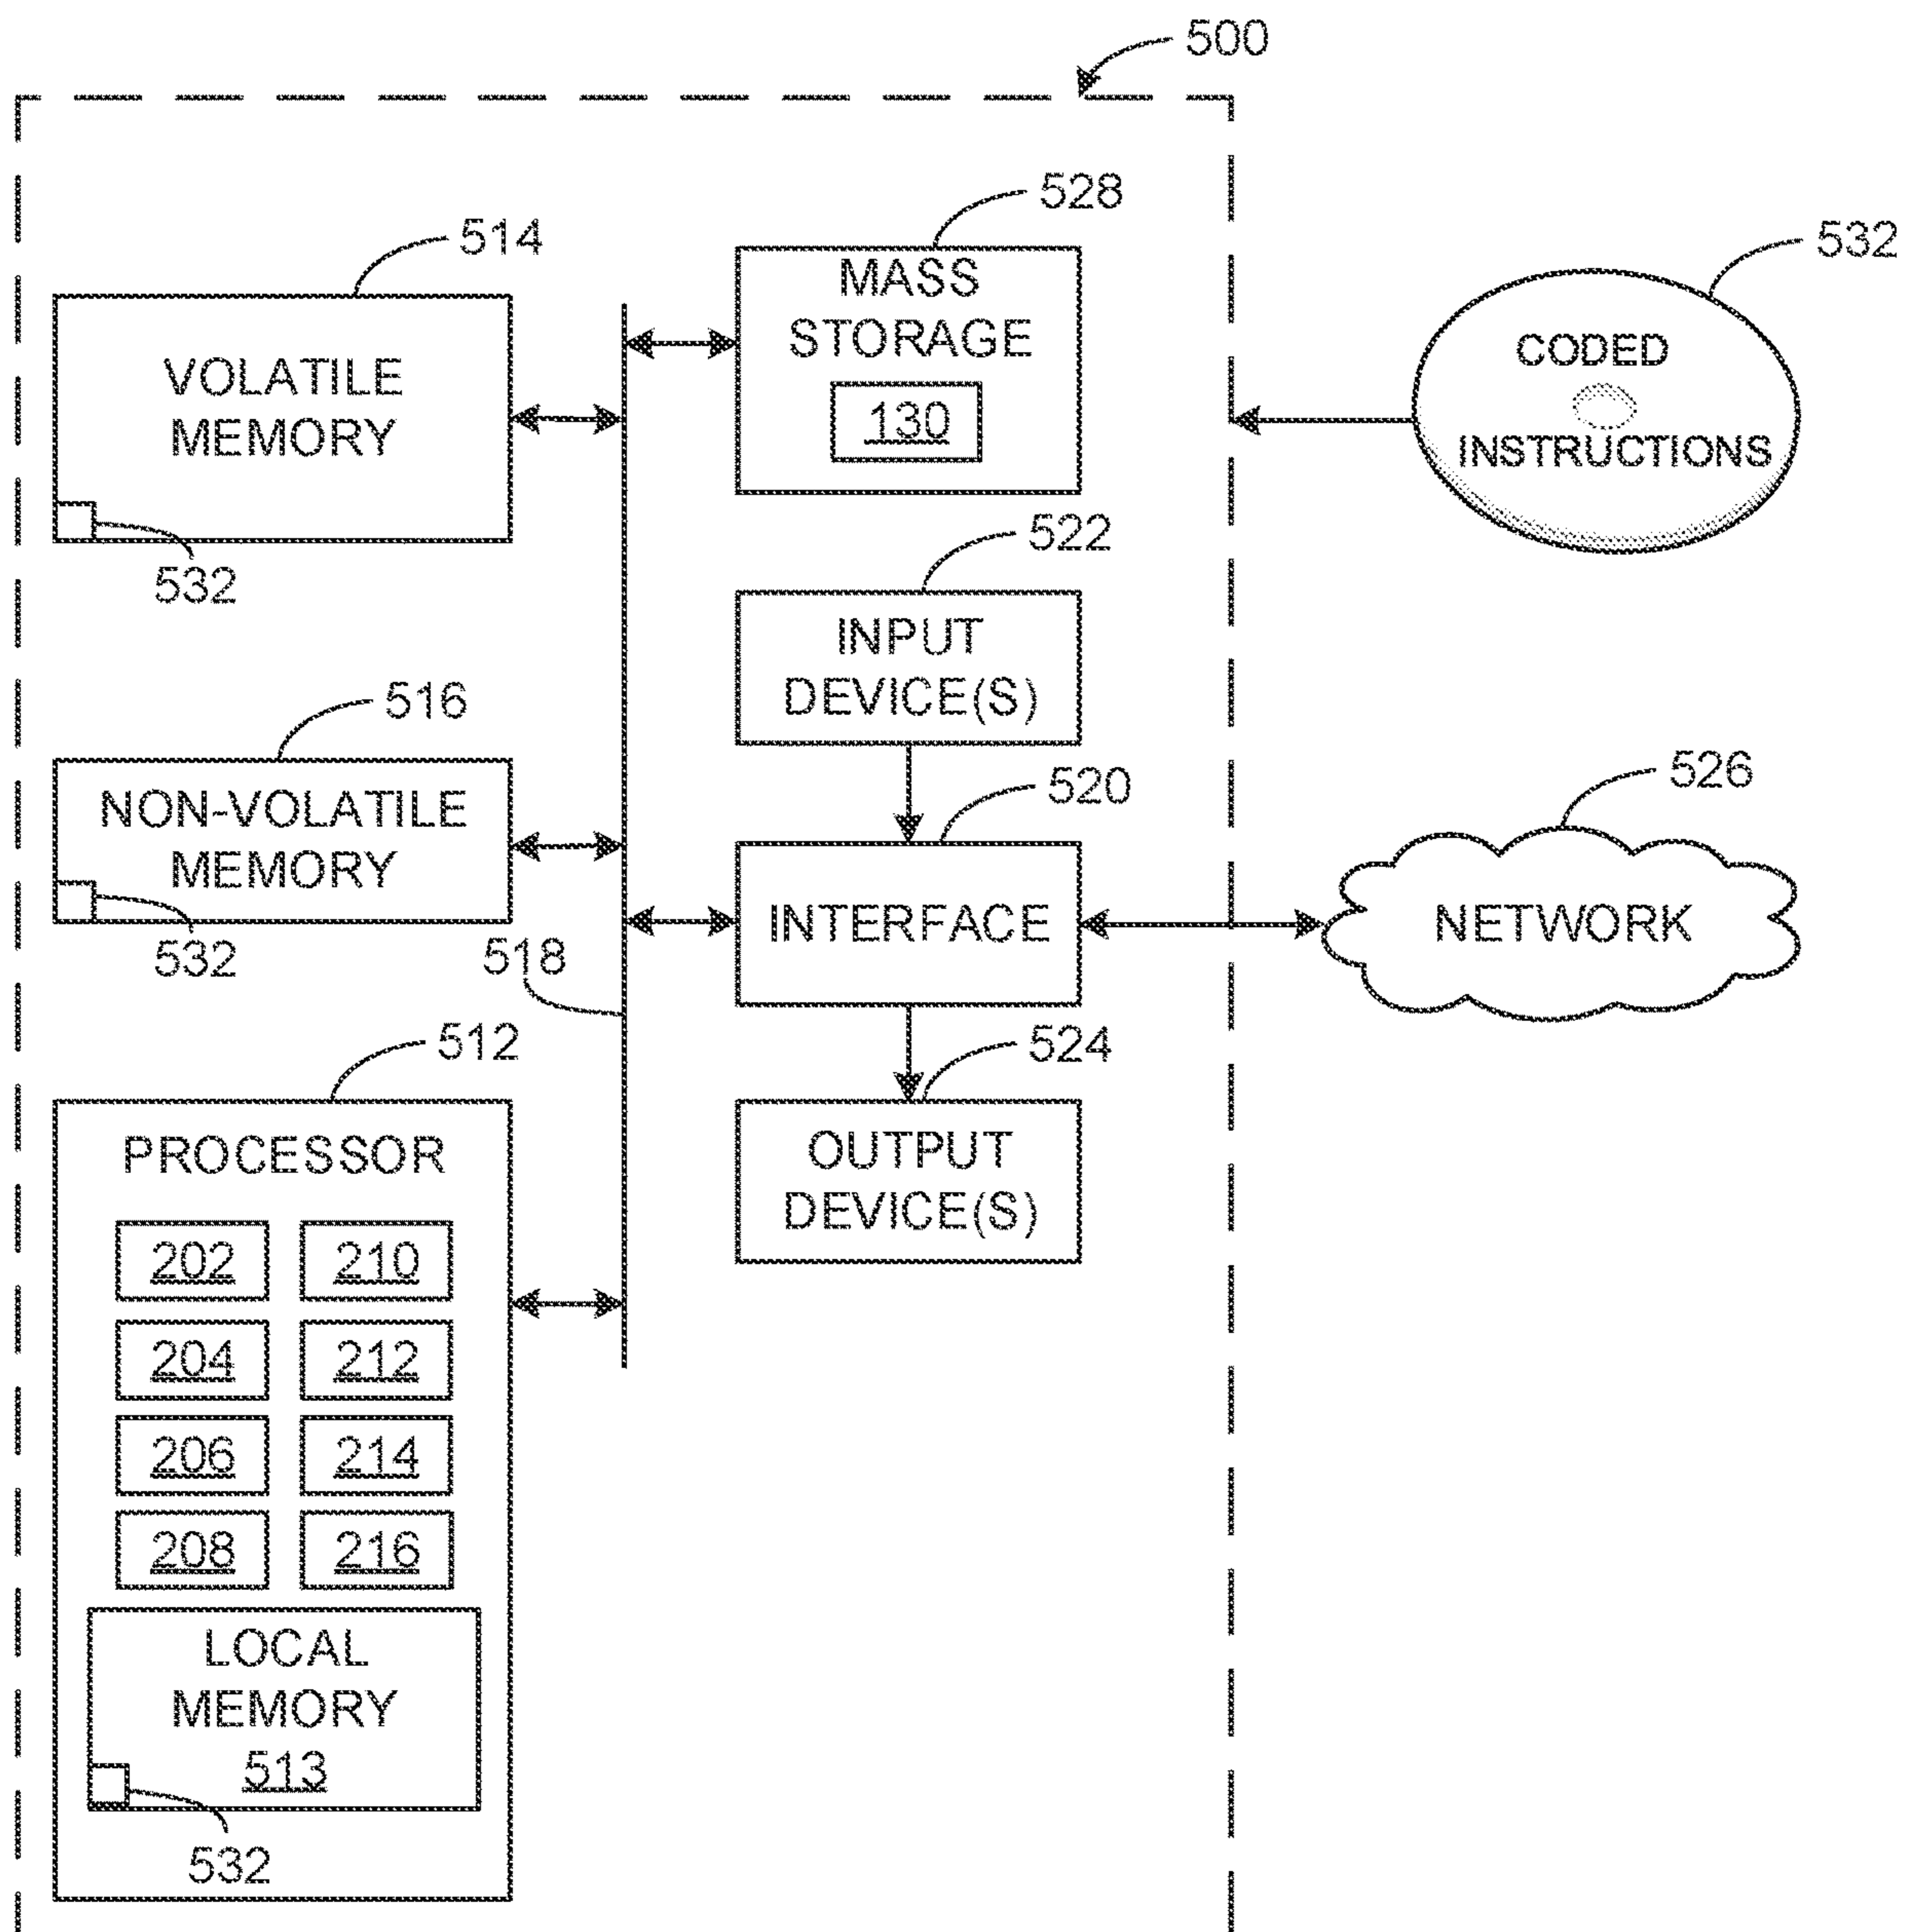 500
528
514
532
MASS
STORAGE
130
VOLATILE
MEMORY
532
CODED
INSTRUCTIONS
522
INPUT
DEVICE(S)
516
NON-VOLATILE
MEMORY
532
518
520
INTERFACE
526
NETWORK
512
524
OUTPUT
DEVICE(S)
PROCESSOR
202
210
204
212
206
214
208
216
LOCAL
MEMORY
513
532